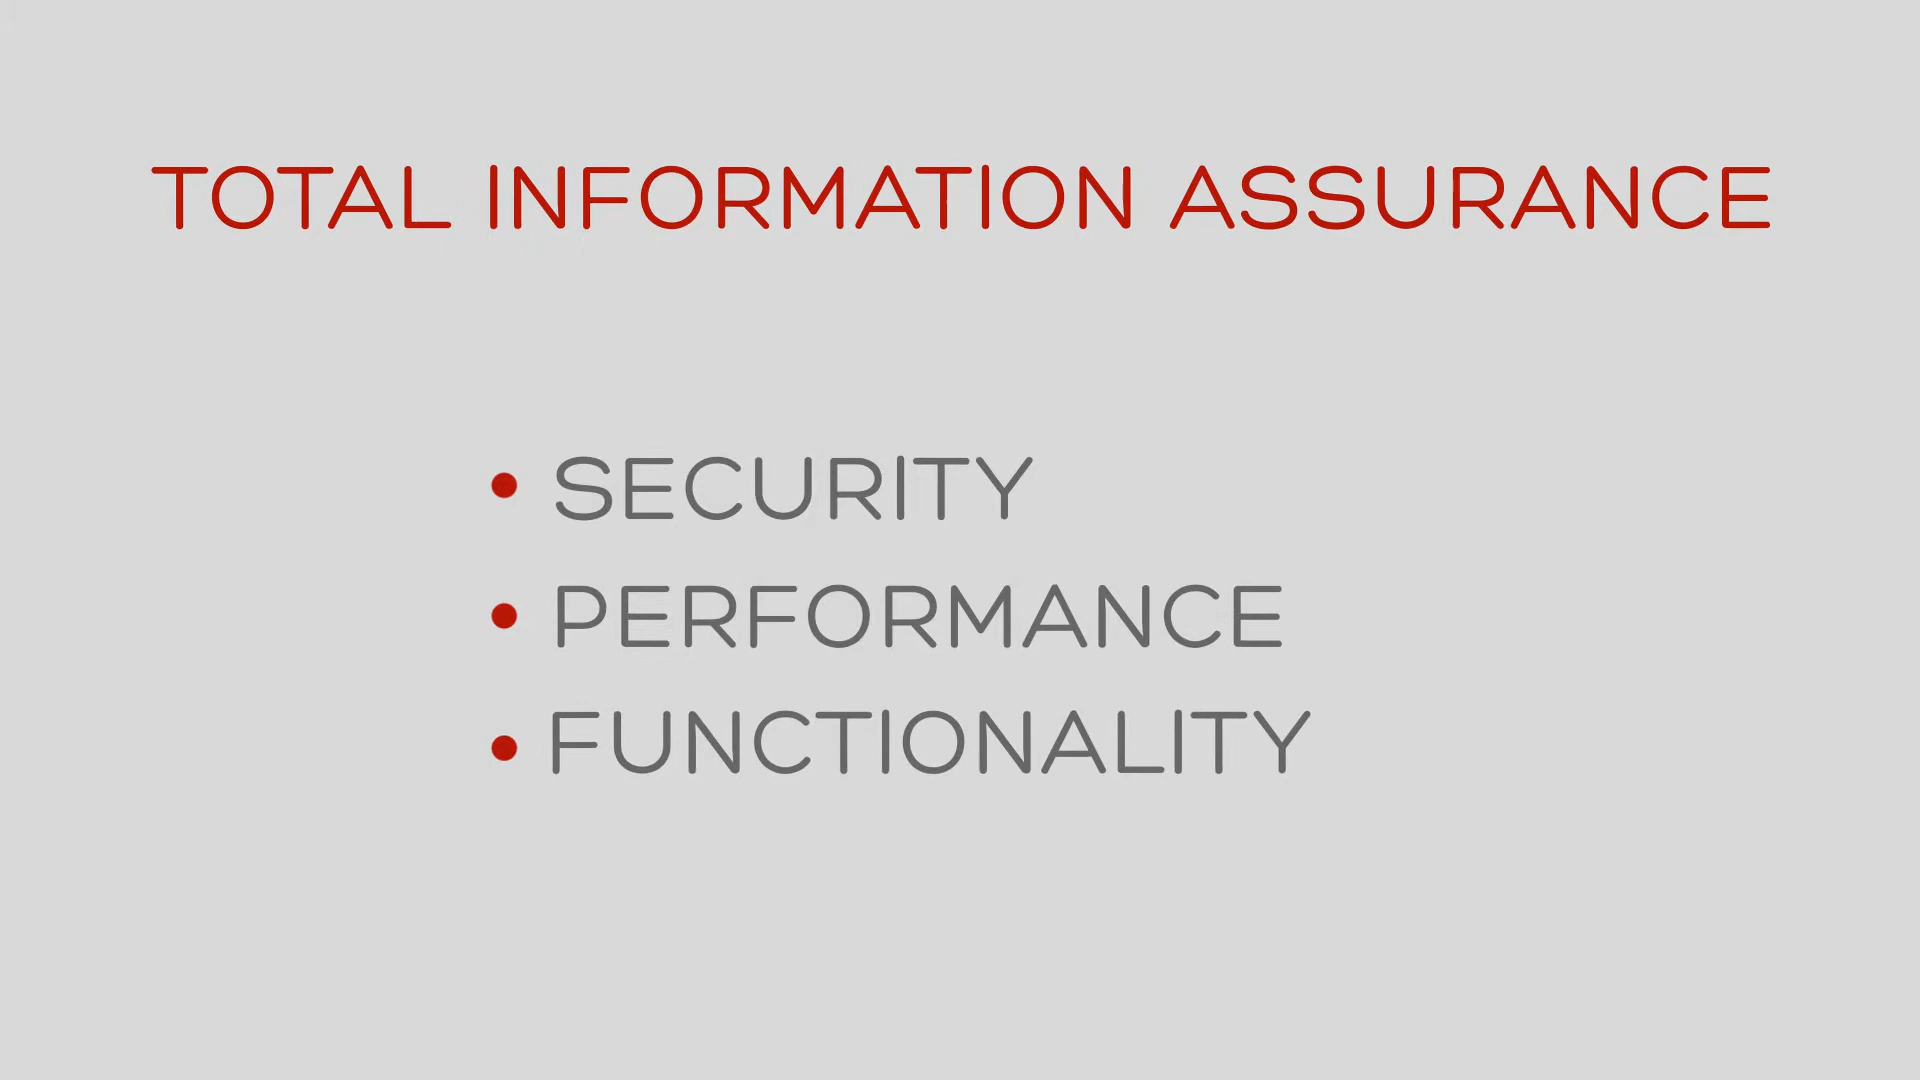 TOTAL INFORMATION ASSURANCE
• SECURITY
• PERFORMANCE
• FUNCTIONALITY